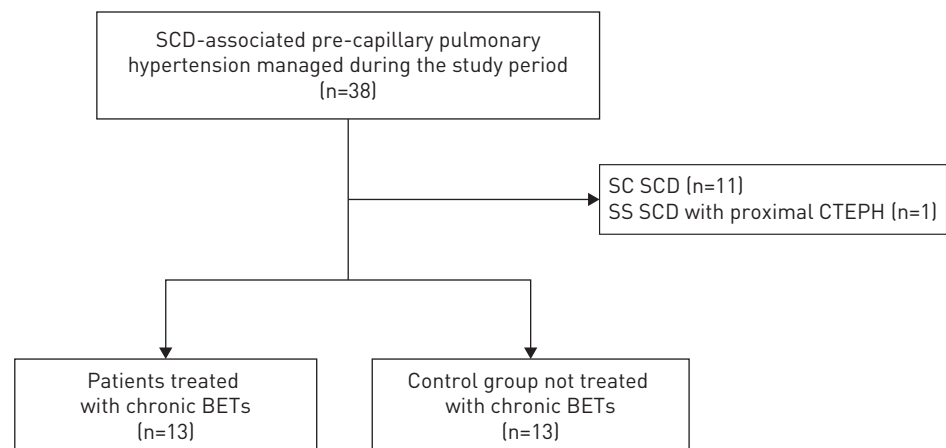 SCD-associated pre-capillary pulmonary
hypertension managed during the study period
(n=38)
SC SCD (n=11)
SS SCD with proximal CTEPH (n=1)
Patients treated
with chronic BETs
(n=13)
Control group not treated
with chronic BETs
(n=13)